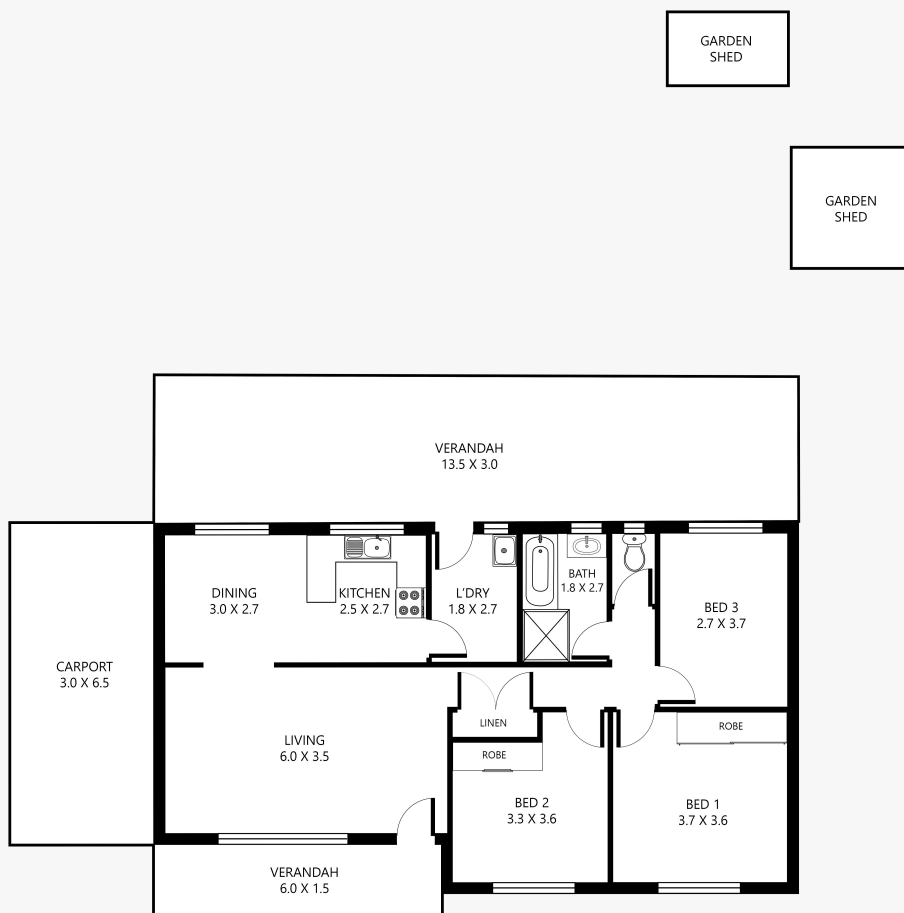 GARDEN
SHED
GARDEN
SHED
VERANDAH
13.5 X 3.0
DINING
3.0 X 2.7
KITCHEN
2.5 X 2.7
L'DRY
1.8 X 2.7
BATH
1.8 X 2.7
BED 3
2.7 X 3.7
CARPORT
3.0 X 6.5
LIVING
6.0 X 3.5
LINEN
ROBE
ROBE
BED 2
3.3 X 3.6
BED 1
3.7 X 3.6
VERANDAH
6.0 X 1.5